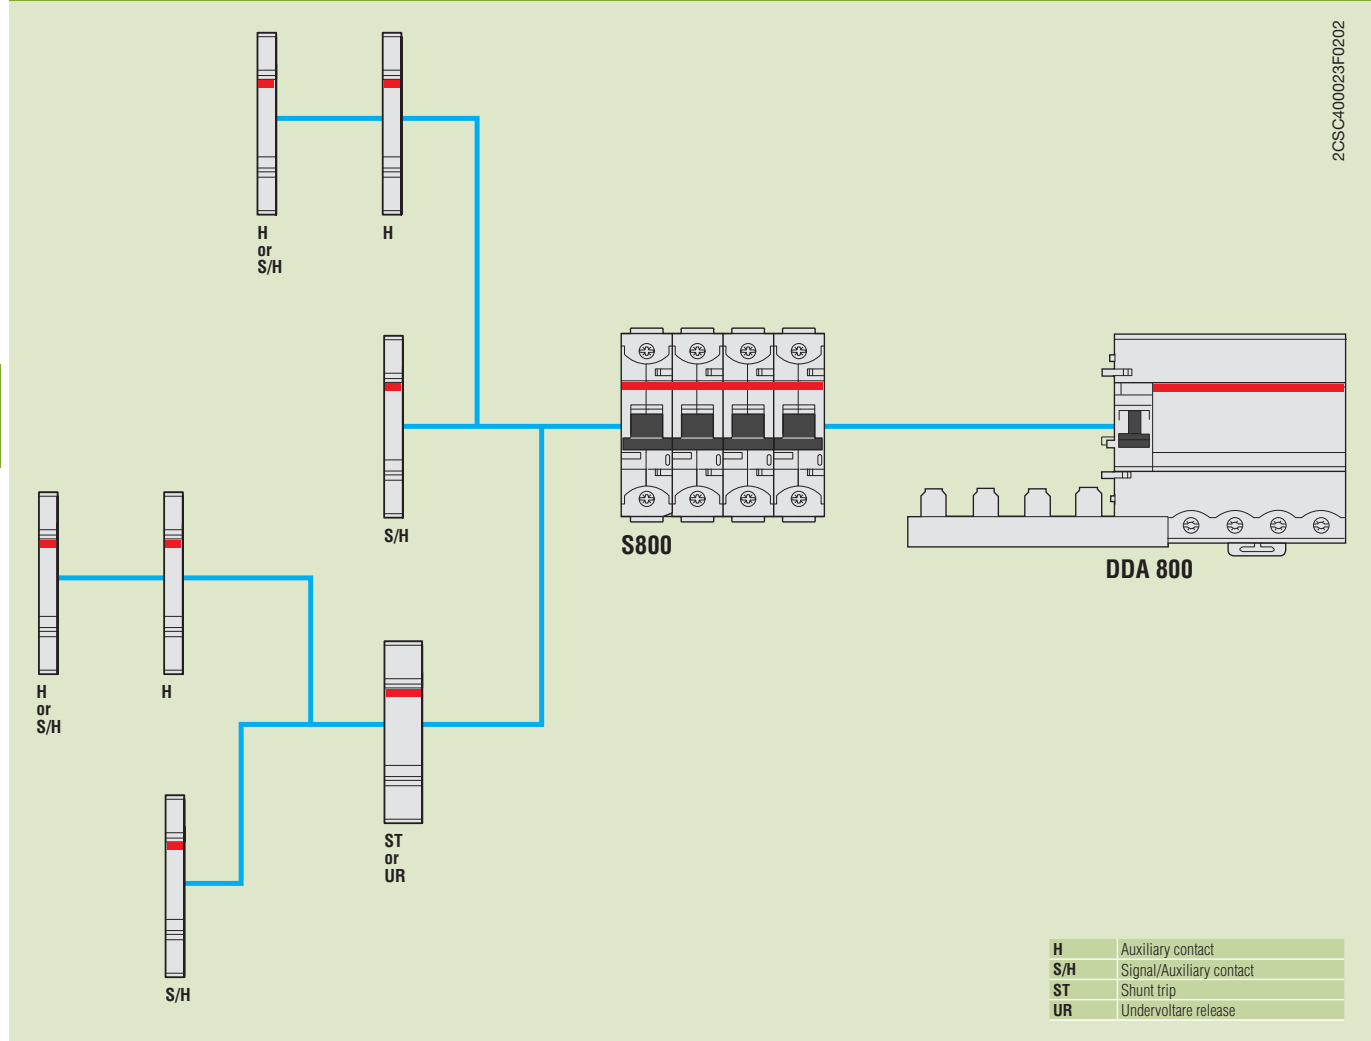 2CSC400023F0202
H
or
S/H
H
S/H
S800
DDA 800
H
or
S/H
H
ST
or
UR
S/H
H Auxiliary contact
S/H Signal/Auxiliary contact
ST Shunt trip
UR Undervoltare release